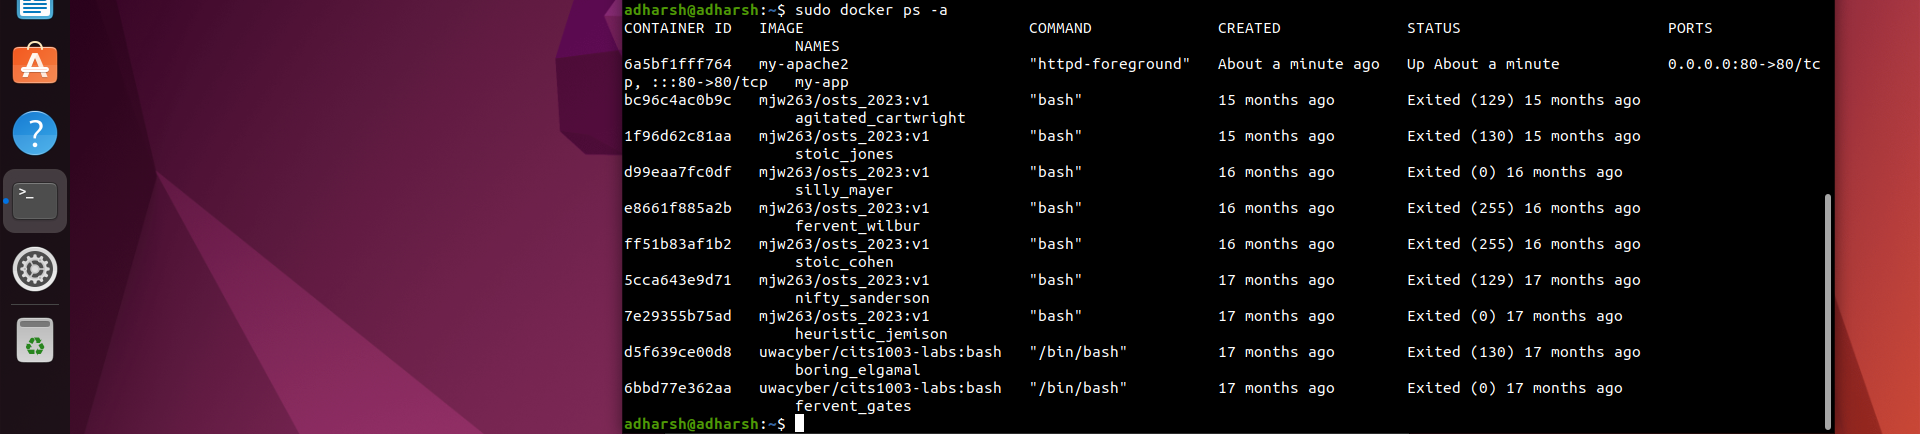 adharsh@adharsh:~$ sudo docker ps -a
CONTAINER ID   IMAGE                         COMMAND              CREATED              STATUS                       PORTS
                   NAMES
6a5bf1fff764   my-apache2                    "httpd-foreground"   About a minute ago   Up About a minute            0.0.0.0:80->80/tc
p, :::80->80/tcp   my-app
bc96c4ac0b9c   mjw263/osts_2023:v1           "bash"               15 months ago        Exited (129) 15 months ago
                   agitated_cartwright
1f96d62c81aa   mjw263/osts_2023:v1           "bash"               15 months ago        Exited (130) 15 months ago
                   stoic_jones
d99eaa7fc0df   mjw263/osts_2023:v1           "bash"               16 months ago        Exited (0) 16 months ago
                   silly_mayer
e8661f885a2b   mjw263/osts_2023:v1           "bash"               16 months ago        Exited (255) 16 months ago
                   fervent_wilbur
ff51b83af1b2   mjw263/osts_2023:v1           "bash"               16 months ago        Exited (255) 16 months ago
                   stoic_cohen
5cca643e9d71   mjw263/osts_2023:v1           "bash"               17 months ago        Exited (129) 17 months ago
                   nifty_sanderson
7e29355b75ad   mjw263/osts_2023:v1           "bash"               17 months ago        Exited (0) 17 months ago
                   heuristic_jemison
d5f639ce00d8   uwacyber/cits1003-labs:bash   "/bin/bash"          17 months ago        Exited (130) 17 months ago
                   boring_elgamal
6bbd77e362aa   uwacyber/cits1003-labs:bash   "/bin/bash"          17 months ago        Exited (0) 17 months ago
                   fervent_gates
adharsh@adharsh:~$